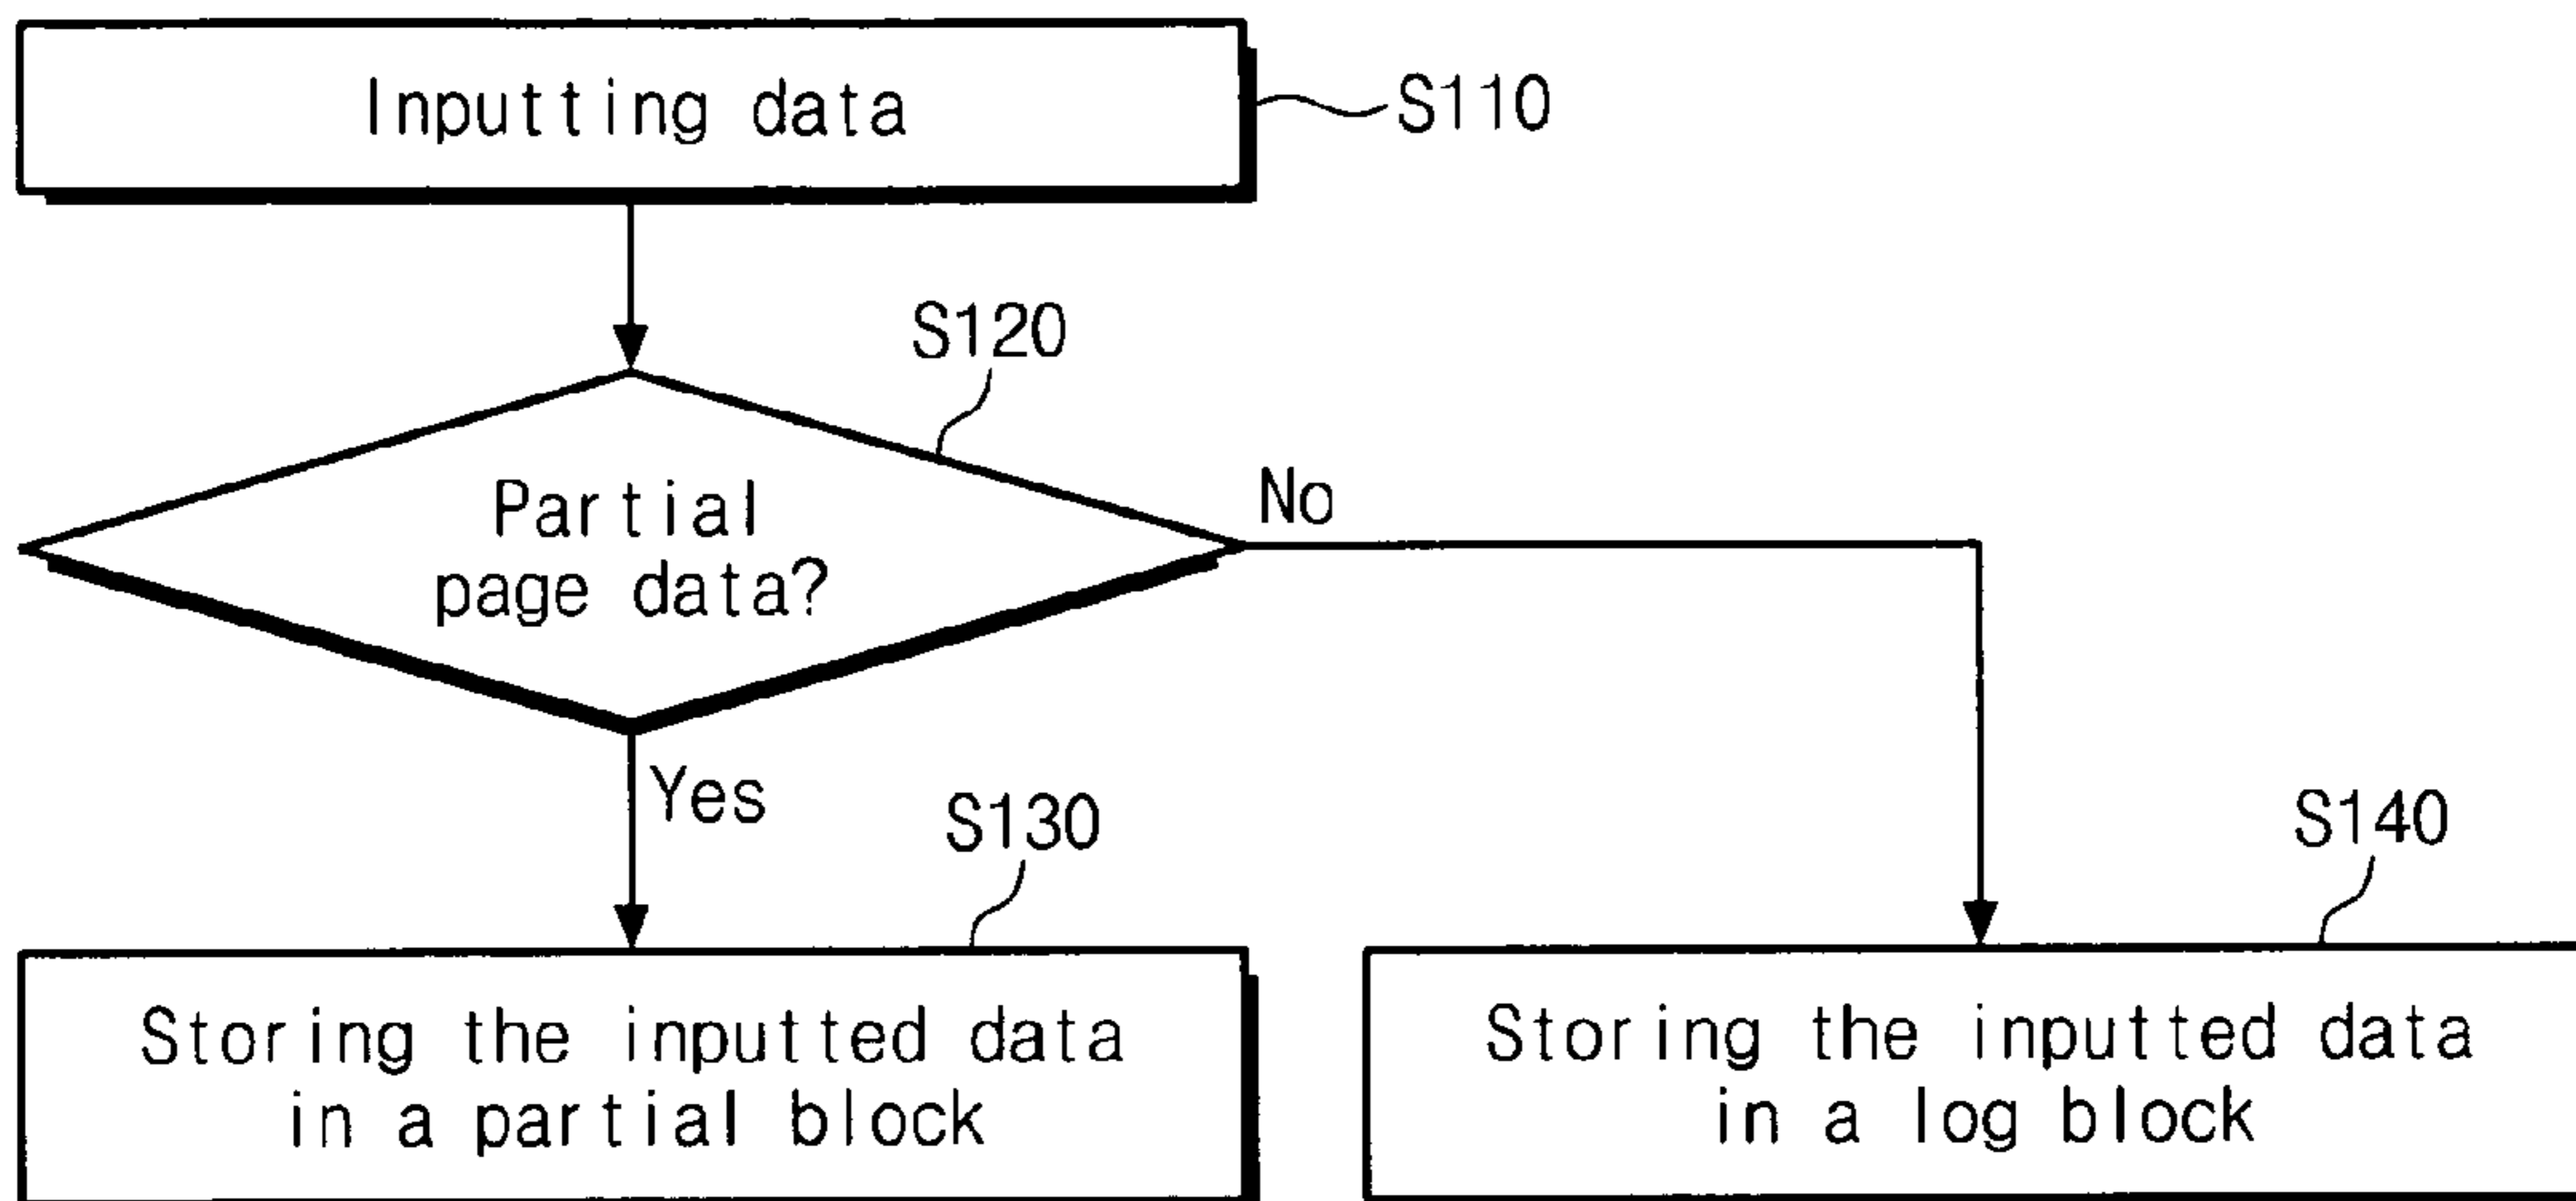 Inputting data
S110
S120
Partial
page data?
No
Yes
S130
S140
Storing the inputted data
in a partial block
Storing the inputted data
in a log block